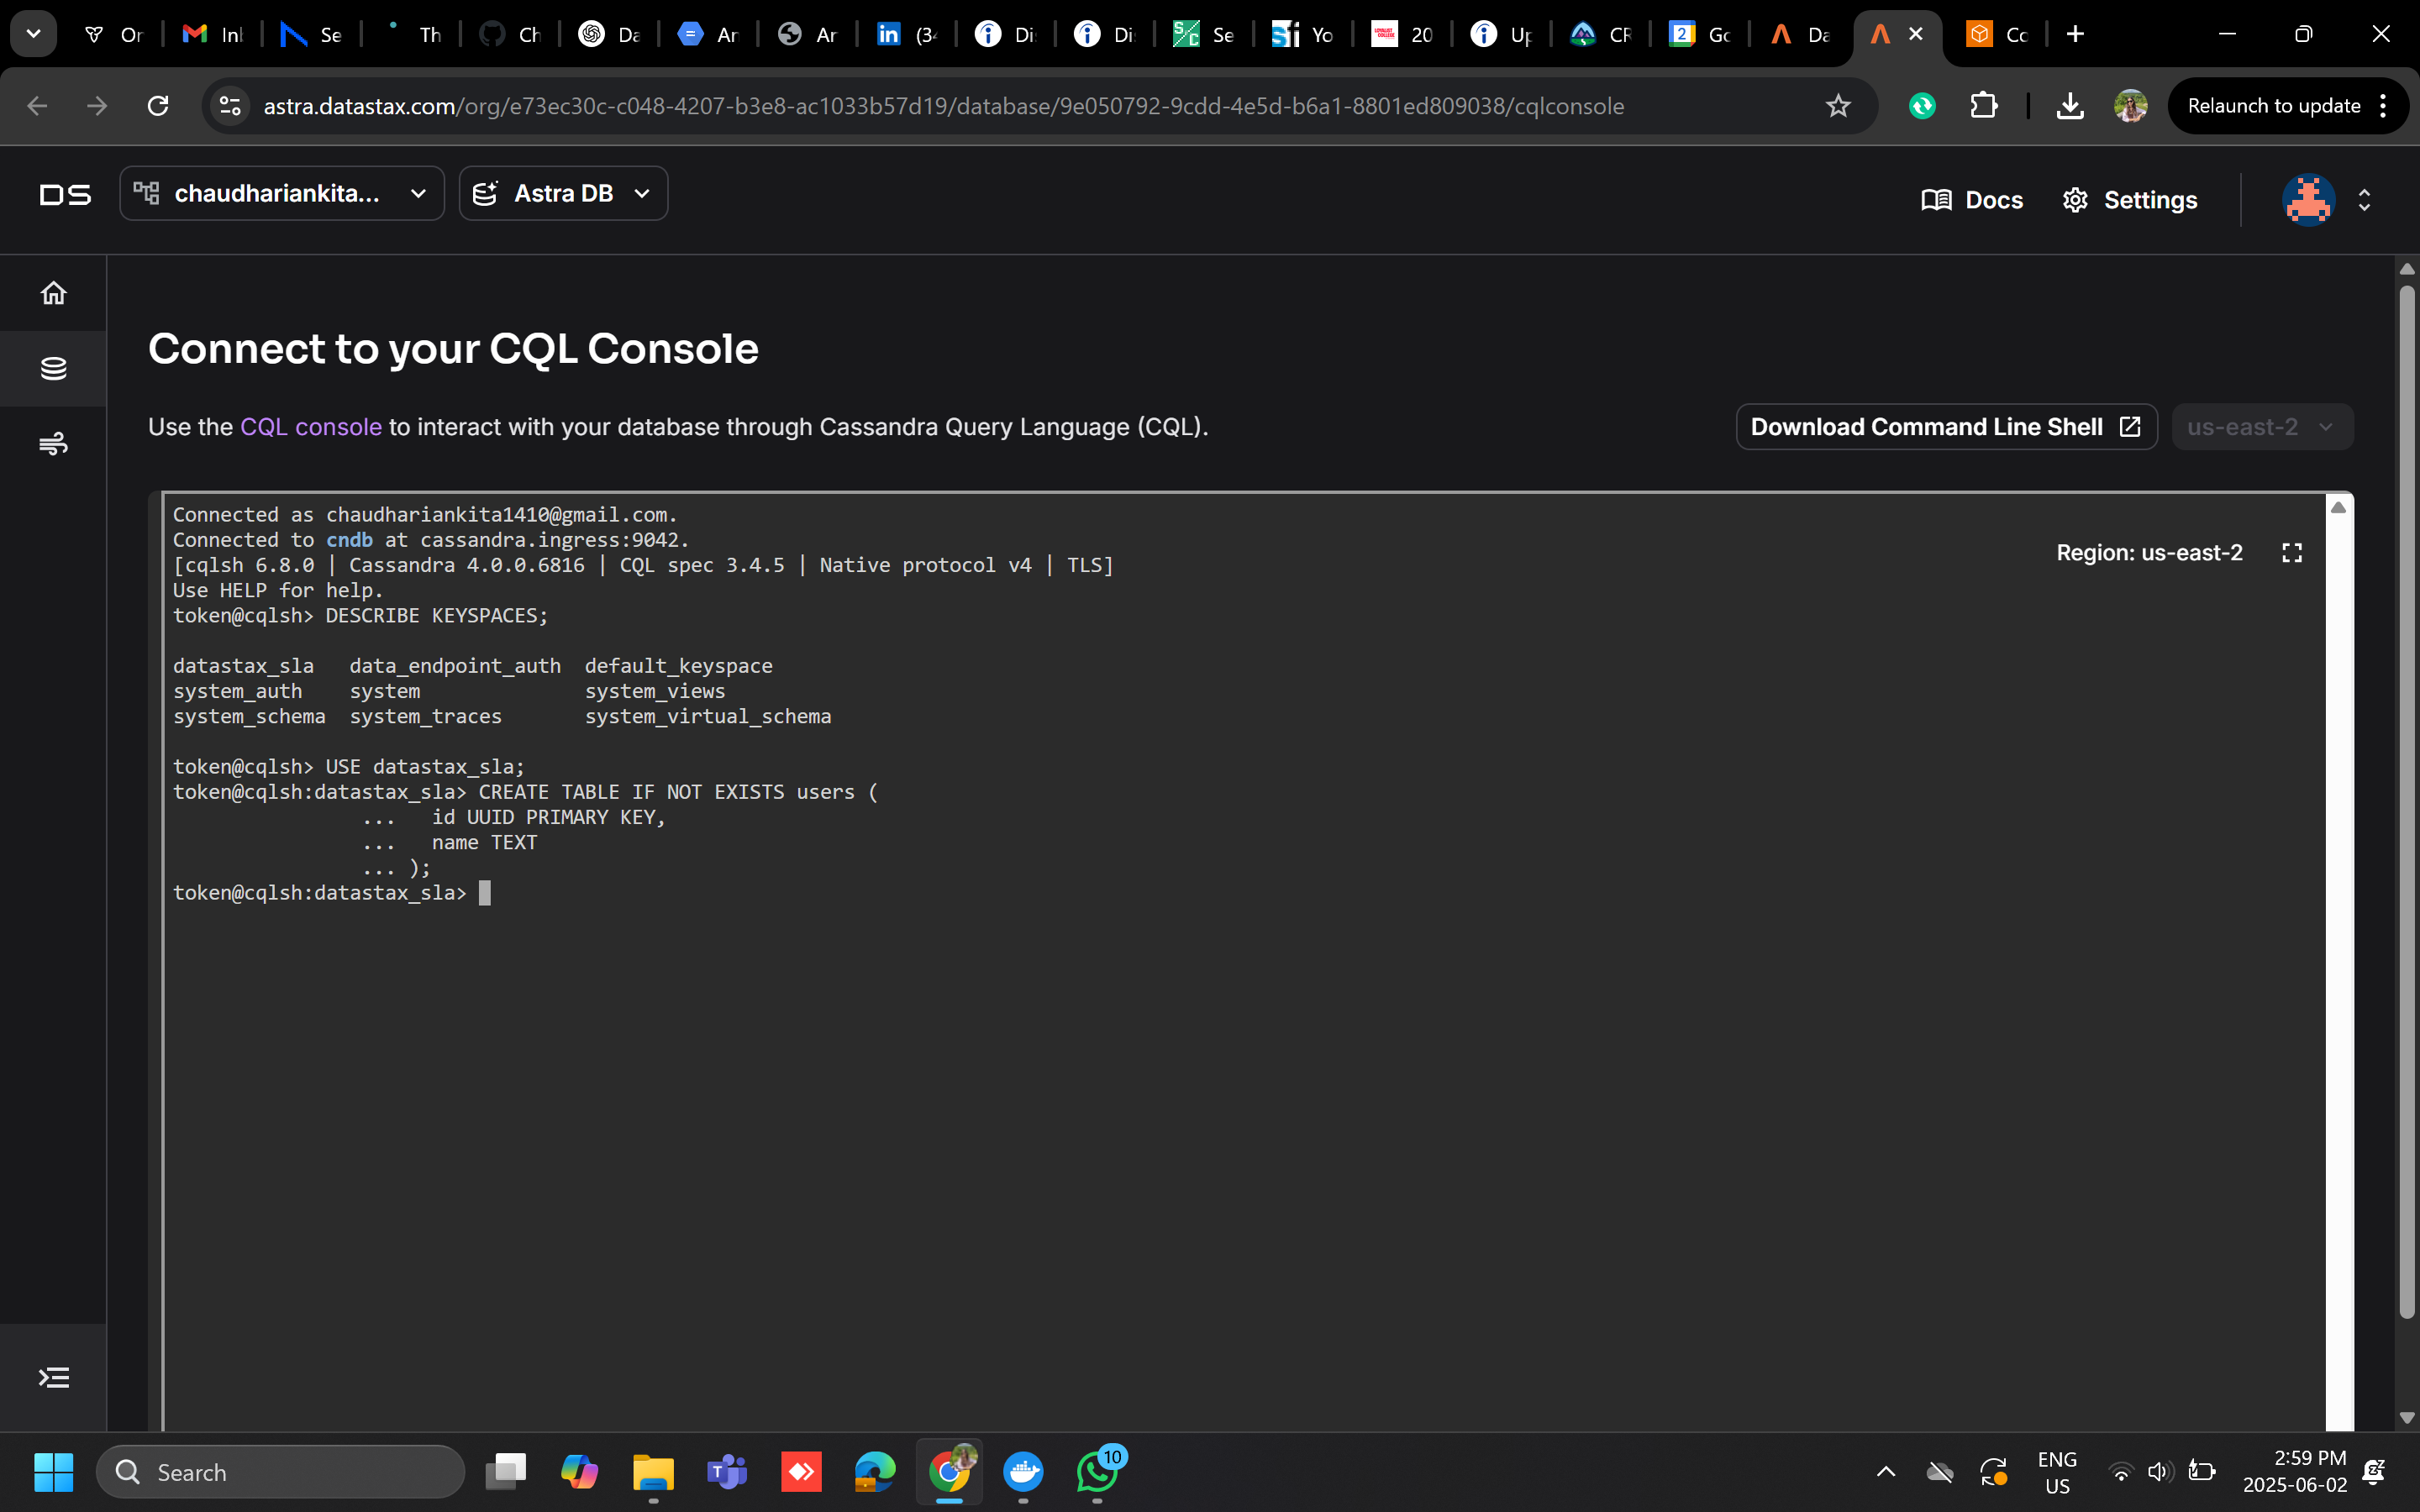 Or
Inl
Se
Th
Ch
Da
Ar
Ar
in
(34
Di
Di
S/C
Se
Yo
20
Up
CF
2
Gc
Da
Cc
astra.datastax.com/org/e73ec30c-c048-4207-b3e8-ac1033b57d19/database/9e050792-9cdd-4e5d-b6a1-8801ed809038/cqlconsole
Relaunch to update
DS
chaudhariankita...
Astra DB
Docs
Settings
Connect to your CQL Console
Use the CQL console to interact with your database through Cassandra Query Language (CQL).
Download Command Line Shell
us-east-2
Connected as chaudhariankita1410@gmail.com.
Connected to cndb at cassandra.ingress:9042.
Region: us-east-2
[cqlsh 6.8.0 | Cassandra 4.0.0.6816 | CQL spec 3.4.5 | Native protocol v4 | TLS]
Use HELP for help.
token@cqlsh> DESCRIBE KEYSPACES;
datastax_sla data_endpoint_auth default_keyspace
system_auth system system_views
system_schema system_traces system_virtual_schema
token@cqlsh> USE datastax_sla;
token@cqlsh:datastax_sla> CREATE TABLE IF NOT EXISTS users (
... id UUID PRIMARY KEY,
... name TEXT
... );
token@cqlsh:datastax_sla>
Search
10
ENG
US
2:59 PM
2025-06-02